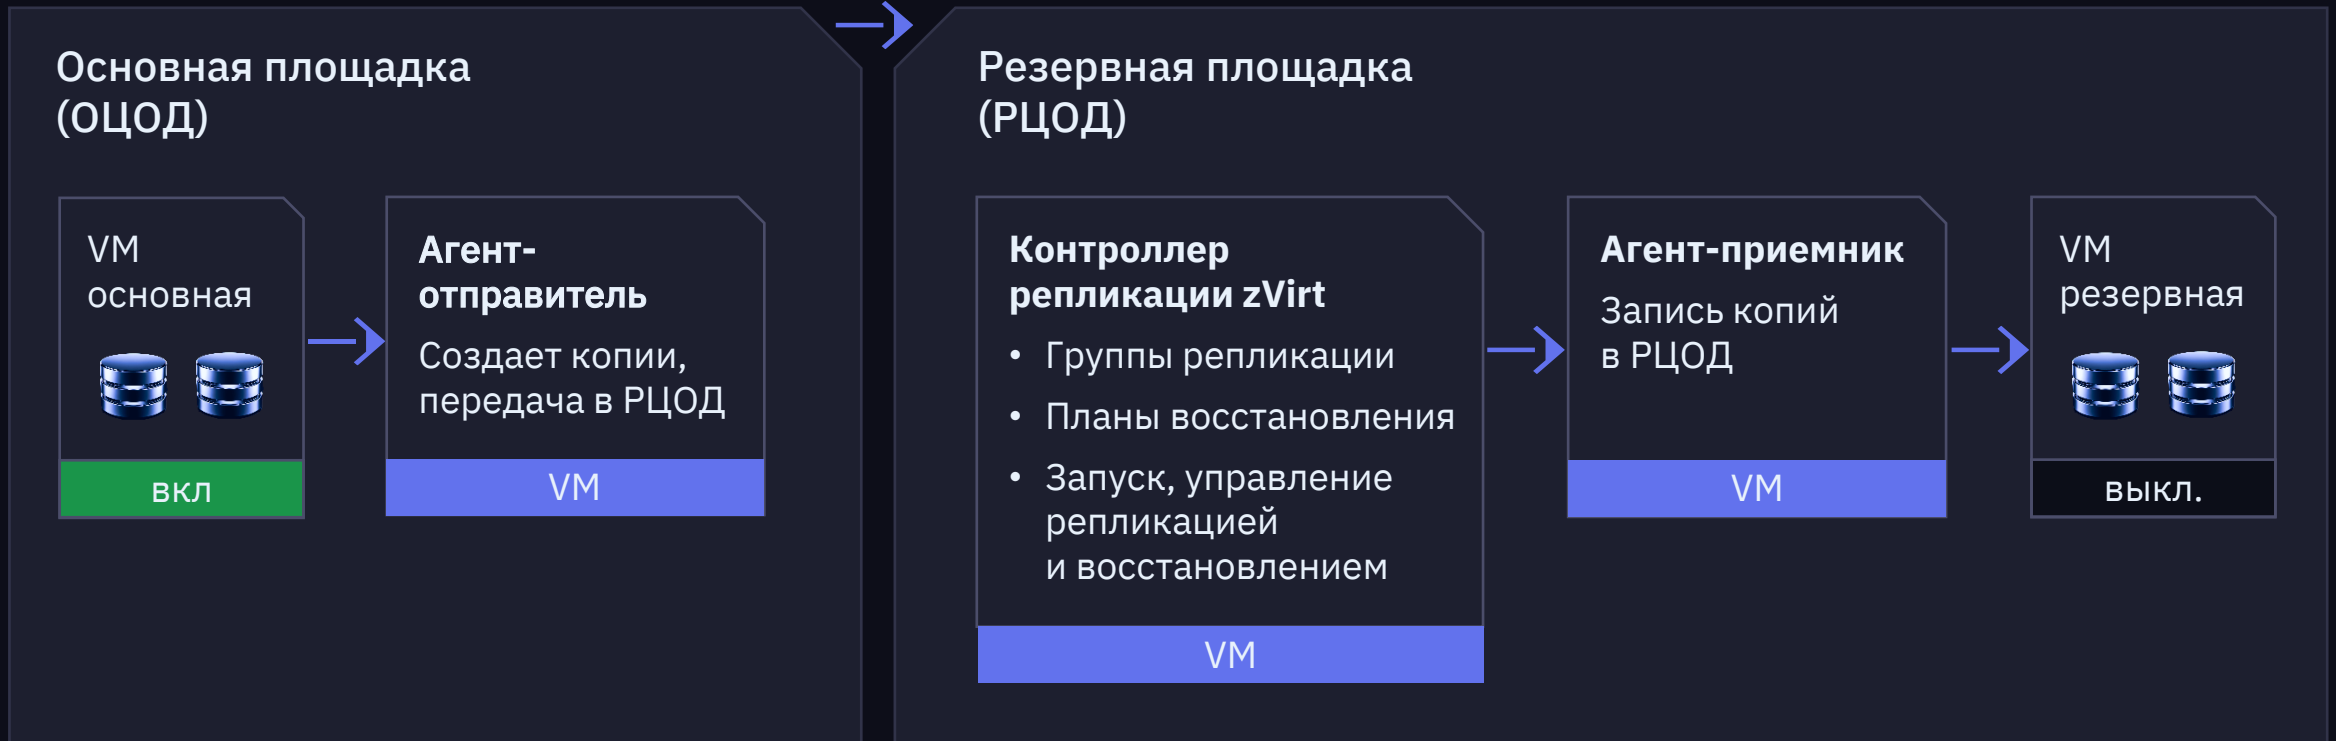 Основная площадка
(ОЦОД)
VM
основная
вкл
Агент-
отправитель
Создает копии,
передача в РЦОД
VM
Резервная площадка
(РЦОД)
Контроллер
репликации zVirt
• Группы репликации
• Планы восстановления
• Запуск, управление
репликацией
и восстановлением
VM
Агент-приемник
Запись копий
в РЦОД
VM
VM
резервная
выкл.